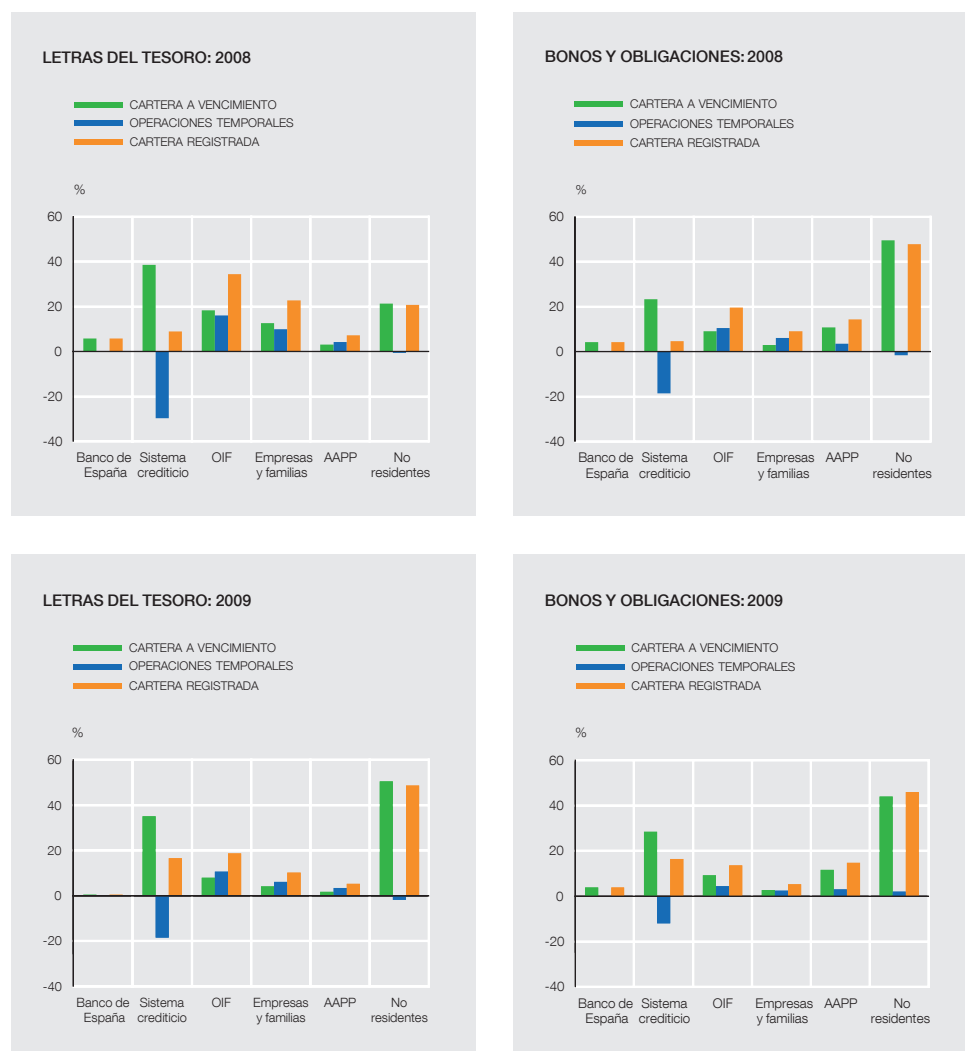 LETRAS DEL TESORO: 2008
CARTERA A VENCIMIENTO
OPERACIONES TEMPORALES
CARTERA REGISTRADA
%
60
40
20
0
-20
-40
Banco de España
Sistema crediticio
OIF
Empresas y familias
AAPP
No residentes
BONOS Y OBLIGACIONES: 2008
CARTERA A VENCIMIENTO
OPERACIONES TEMPORALES
CARTERA REGISTRADA
%
60
40
20
0
-20
-40
Banco de España
Sistema crediticio
OIF
Empresas y familias
AAPP
No residentes
LETRAS DEL TESORO: 2009
CARTERA A VENCIMIENTO
OPERACIONES TEMPORALES
CARTERA REGISTRADA
%
60
40
20
0
-20
-40
Banco de España
Sistema crediticio
OIF
Empresas y familias
AAPP
No residentes
BONOS Y OBLIGACIONES: 2009
CARTERA A VENCIMIENTO
OPERACIONES TEMPORALES
CARTERA REGISTRADA
%
60
40
20
0
-20
-40
Banco de España
Sistema crediticio
OIF
Empresas y familias
AAPP
No residentes